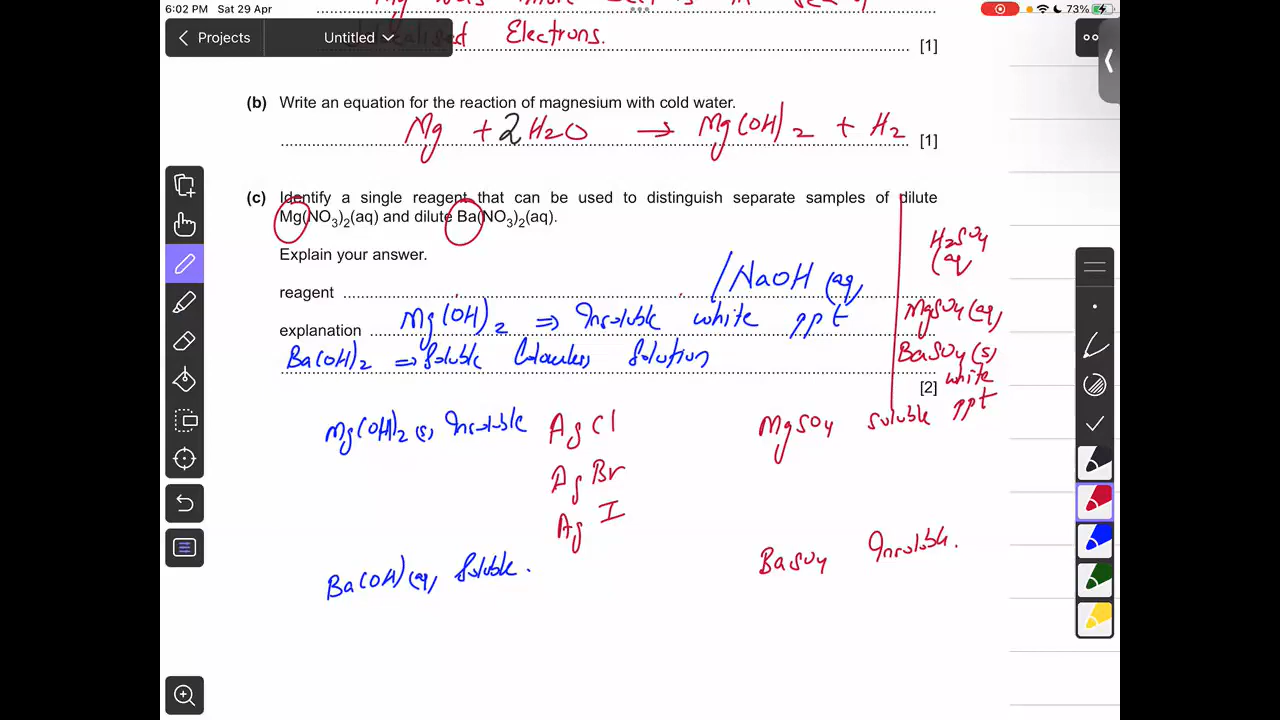 6:02 PM Sat 29 Apr
73%
Projects
Untitled
Electrons.
[1]
(b) Write an equation for the reaction of magnesium with cold water.
Mg + 2H2O → Mg(OH)2 + H2
[1]
(c) Identify a single reagent that can be used to distinguish separate samples of dilute
Mg(NO₃)₂(aq) and dilute Ba(NO₃)₂(aq).
H2SO4
(aq
Explain your answer.
reagent / NaOH (aq,
explanation Mg(OH)2 ⇒ Insoluble white ppt
MgSO4 (aq)
Ba(OH)2 ⇒ Soluble Colourless Solution
BaSO4 (s)
white
ppt
[2]
Mg(OH)2 (s) Insoluble
AgCl
MgSO4 soluble
AgBr
AgI
BaSO4 Insoluble.
Ba(OH) (aq, Soluble.